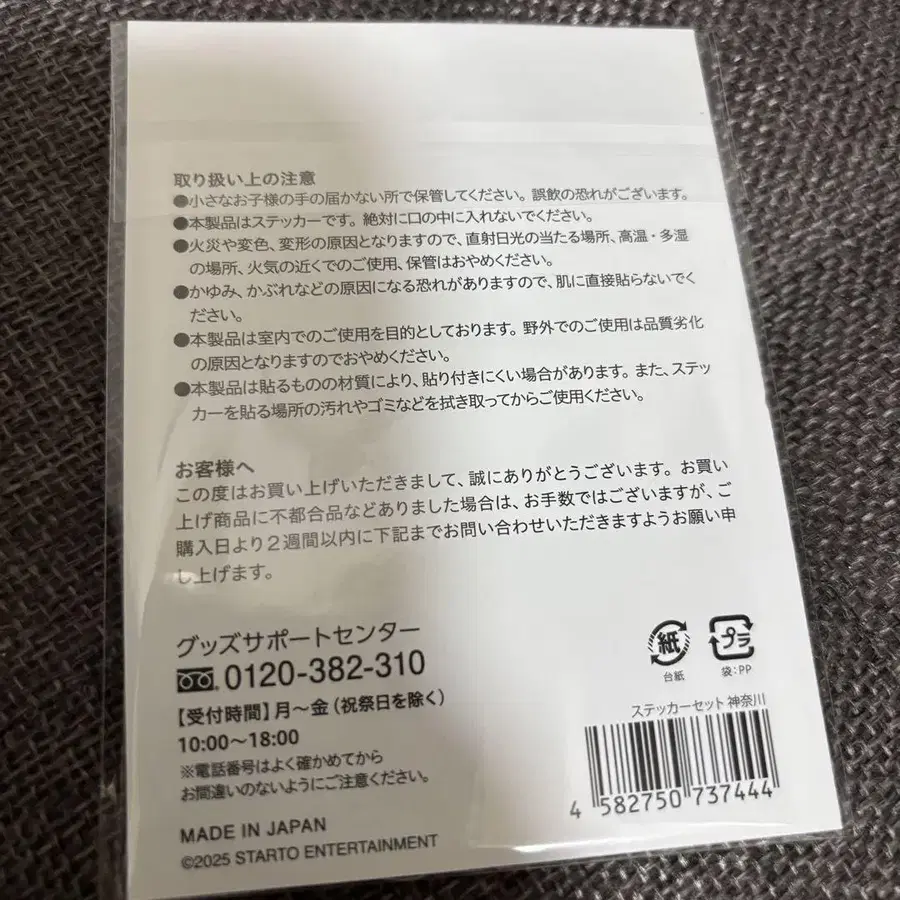 取り扱い上の注意
●小さなお子様の手の届かない所で保管してください。誤飲の恐れがございます。
●本製品はステッカーです。絶対に口の中に入れないでください。
●火災や変色、変形の原因となりますので、直射日光の当たる場所、高温・多湿
の場所、火気の近くでのご使用、保管はおやめください。
●かゆみ、かぶれなどの原因になる恐れがありますので、肌に直接貼らないでく
ださい。
●本製品は室内でのご使用を目的としております。野外でのご使用は品質劣化
の原因となりますのでおやめください。
●本製品は貼るものの材質により、貼り付きにくい場合があります。また、ステッ
カーを貼る場所の汚れやゴミなどを拭き取ってからご使用ください。
お客様へ
この度はお買い上げいただきまして、誠にありがとうございます。お買い
上げ商品に不都合品などありました場合は、お手数ではございますが、ご
購入日より2週間以内に下記までお問い合わせいただきますようお願い申
し上げます。
グッズサポートセンター
0120-382-310
【受付時間】月～金(祝祭日を除く)
10:00～18:00
※電話番号はよく確かめてから
お間違いのないようにご注意ください。
MADE IN JAPAN
©2025 STARTO ENTERTAINMENT
紙
台紙
プラ
袋:PP
ステッカーセット 神奈川
4 582750 737444